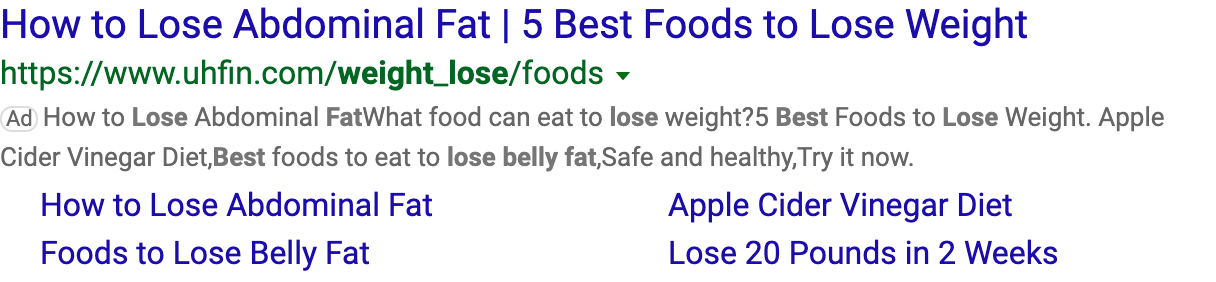 How to Lose Abdominal Fat | 5 Best Foods to Lose Weight
https://www.uhfin.com/weight_lose/foods
Ad How to Lose Abdominal FatWhat food can eat to lose weight?5 Best Foods to Lose Weight. Apple
Cider Vinegar Diet,Best foods to eat to lose belly fat,Safe and healthy,Try it now.
How to Lose Abdominal Fat Apple Cider Vinegar Diet
Foods to Lose Belly Fat Lose 20 Pounds in 2 Weeks